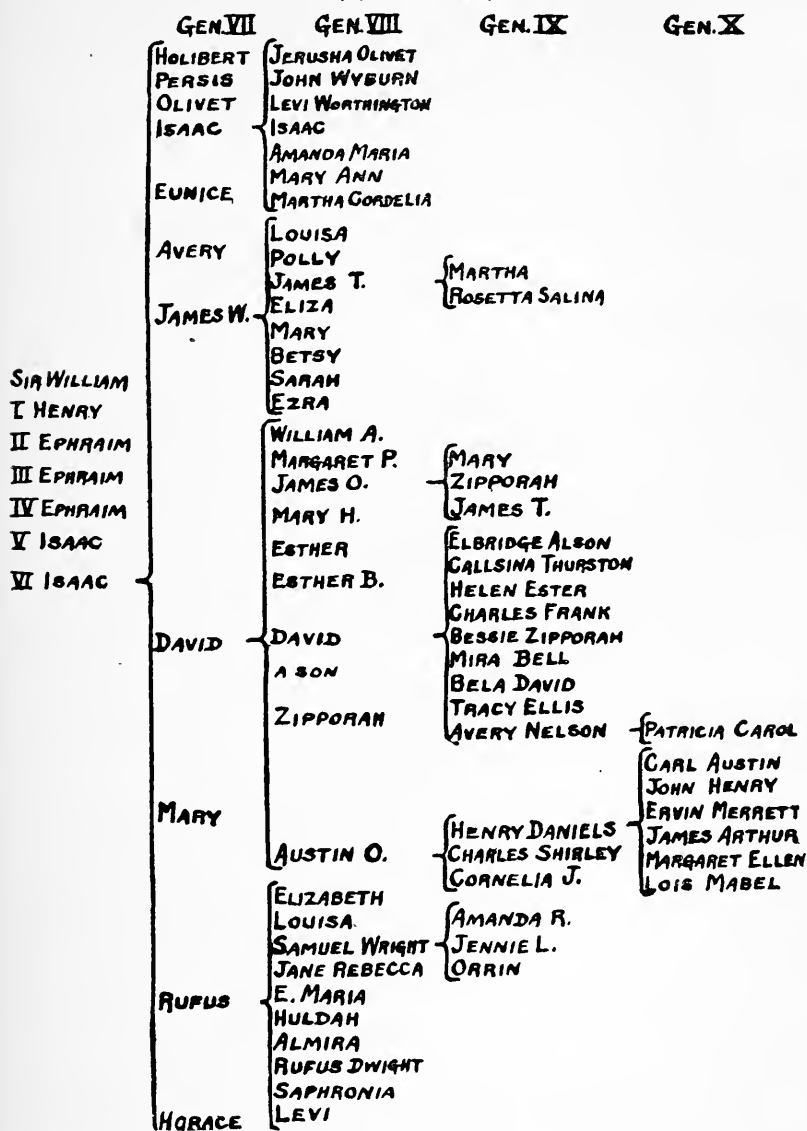 GEN. VII GEN. VIII GEN. IX GEN. X
HOLIBERT JERUSHA OLIVET
PERSIS JOHN WYBURN
OLIVET LEVI WORTHINGTON
ISAAC ISAAC
AMANDA MARIA
MARY ANN
EUNICE MARTHA CORDELIA
LOUISA
AVERY POLLY
JAMES T. MARTHA
ELIZA ROSETTA SALINA
JAMES W. MARY
BETSY
SARAH
EZRA
SIR WILLIAM
I HENRY
II EPHRAIM
III EPHRAIM
IV EPHRAIM
V ISAAC
VI ISAAC
WILLIAM A.
MARGARET P. MARY
JAMES O. ZIPPORAH
MARY H. JAMES T.
ESTHER ELBRIDGE ALSON
CALLSINA THURSTON
ESTHER B. HELEN ESTER
CHARLES FRANK
DAVID DAVID BESSIE ZIPPORAH
MIRA BELL
A SON BELA DAVID
TRACY ELLIS
ZIPPORAH AVERY NELSON PATRICIA CAROL
CARL AUSTIN
JOHN HENRY
MARY ERVIN MERRETT
HENRY DANIELS JAMES ARTHUR
AUSTIN O. CHARLES SHIRLEY MARGARET ELLEN
CORNELIA J. LOIS MABEL
ELIZABETH
LOUISA AMANDA R.
SAMUEL WRIGHT JENNIE L.
JANE REBECCA ORRIN
RUFUS E. MARIA
HULDAH
ALMIRA
RUFUS DWIGHT
SAPHRONIA
HORACE LEVI